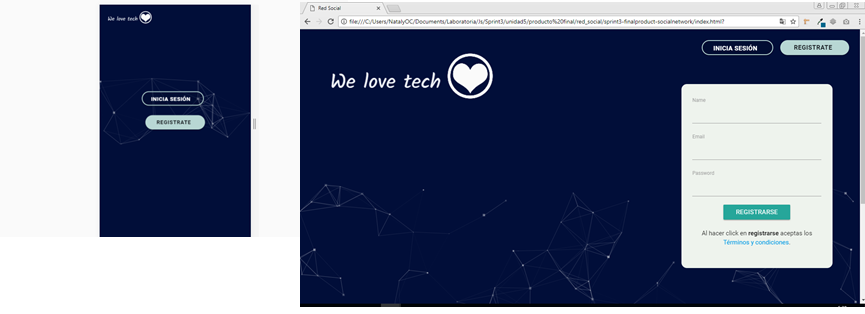 We love tech
INICIA SESIÓN
REGISTRATE
Red Social
file:///C:/Users/NatalyOC/Documents/Laboratoria/Js/Sprint3/unidad5/producto%20final/red_social/sprint3-finalproduct-socialnetwork/index.html?
INICIA SESIÓN
REGISTRATE
We love tech
Name
Email
Password
REGISTRARSE
Al hacer click en registrarse aceptas los
Términos y condiciones.